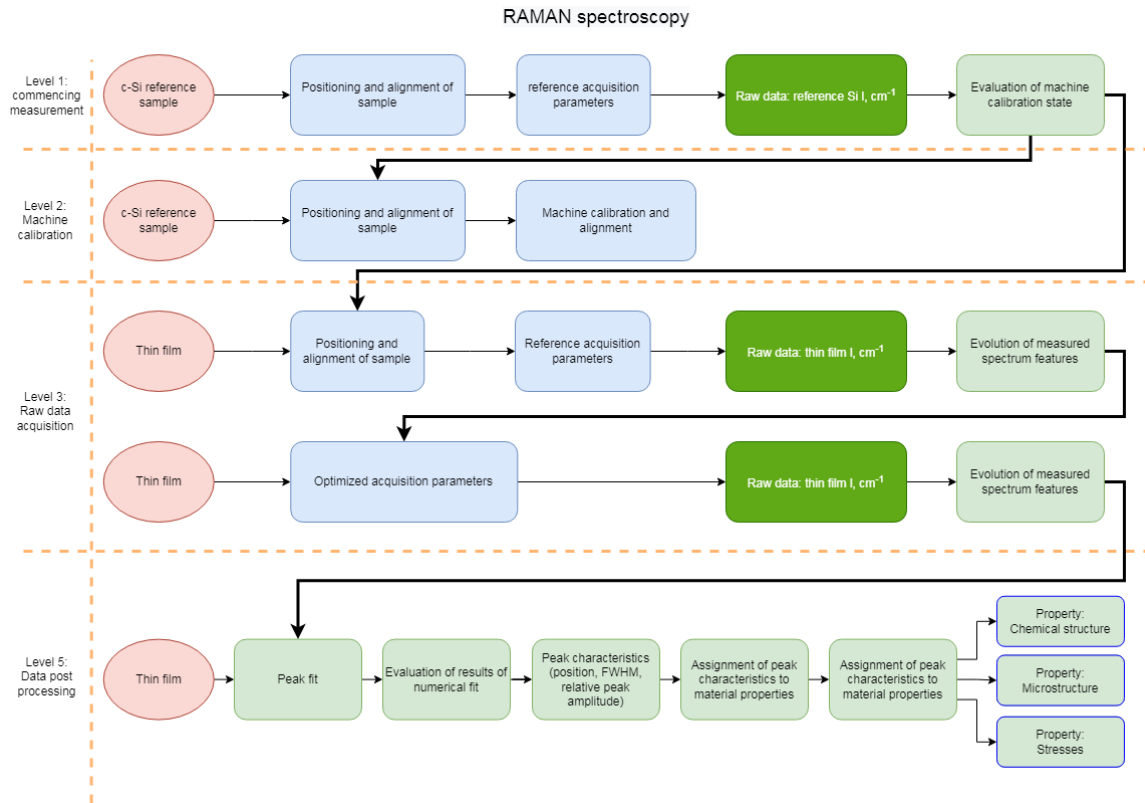 RAMAN spectroscopy
Level 1:
commencing
measurement
c-Si reference
sample
Positioning and alignment of
sample
reference acquisition
parameters
Raw data: reference Si I, cm⁻¹
Evaluation of machine
calibration state
Level 2:
Machine
calibration
c-Si reference
sample
Positioning and alignment of
sample
Machine calibration and
alignment
Level 3:
Raw data
acquisition
Thin film
Positioning and
alignment of sample
Reference acquisition
parameters
Raw data: thin film I, cm⁻¹
Evolution of measured
spectrum features
Thin film
Optimized acquisition parameters
Raw data: thin film I, cm⁻¹
Evolution of measured
spectrum features
Level 5:
Data post
processing
Thin film
Peak fit
Evaluation of results of
numerical fit
Peak characteristics
(position, FWHM,
relative peak
amplitude)
Assignment of peak
characteristics to
material properties
Assignment of peak
characteristics to
material properties
Property:
Chemical structure
Property:
Microstructure
Property:
Stresses